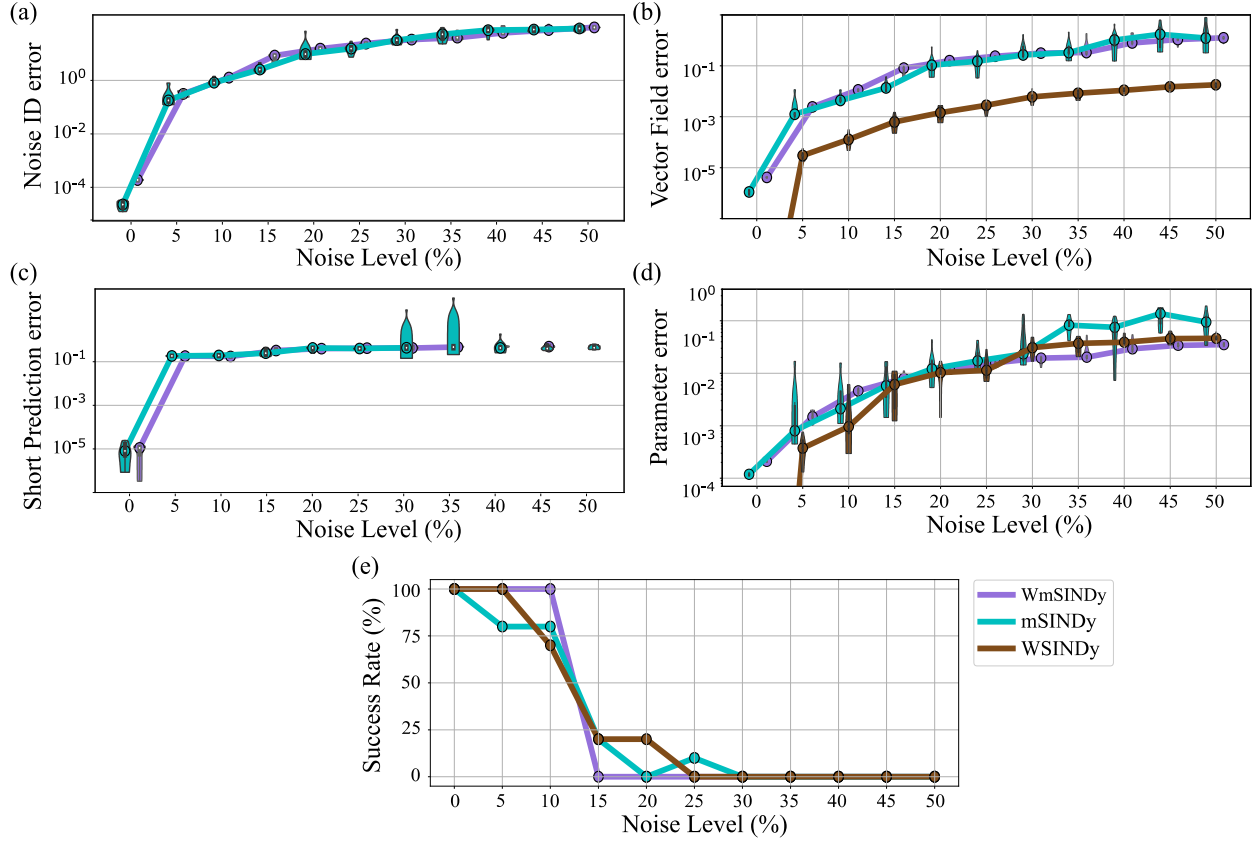 (a)
Noise ID error
10^0
10^-2
10^-4
0 5 10 15 20 25 30 35 40 45 50
Noise Level (%)
(b)
Vector Field error
10^-1
10^-3
10^-5
0 5 10 15 20 25 30 35 40 45 50
Noise Level (%)
(c)
Short Prediction error
10^-1
10^-3
10^-5
0 5 10 15 20 25 30 35 40 45 50
Noise Level (%)
(d)
Parameter error
10^0
10^-1
10^-2
10^-3
10^-4
0 5 10 15 20 25 30 35 40 45 50
Noise Level (%)
(e)
Success Rate (%)
100
75
50
25
0
0 5 10 15 20 25 30 35 40 45 50
Noise Level (%)
WmSINDy
mSINDy
WSINDy